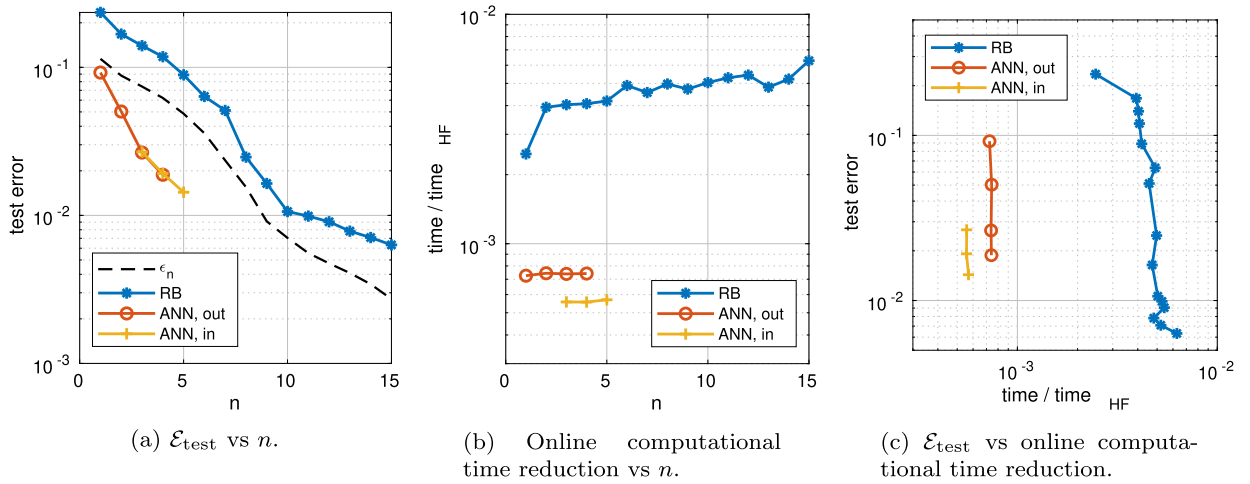 10 -1
10 -2
10 -3
test error
0
5
10
15
n
ϵn
RB
ANN, out
ANN, in
(a) ℰtest vs n.
10 -2
10 -3
time / time HF
0
5
10
15
n
RB
ANN, out
ANN, in
(b) Online computational
time reduction vs n.
10 -1
10 -2
test error
10 -3
10 -2
time / time HF
RB
ANN, out
ANN, in
(c) ℰtest vs online computa-
tional time reduction.